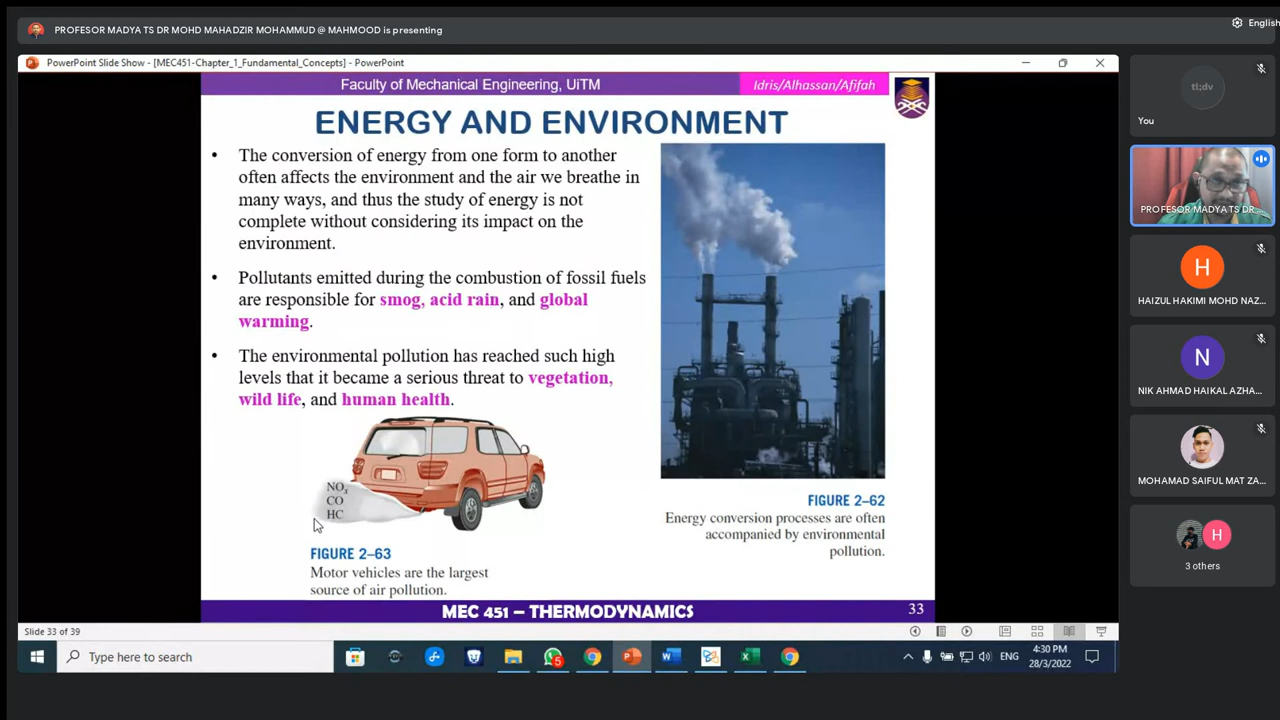 PROFESOR MADYA TS DR MOHD MAHADZIR MOHAMMUD @ MAHMOOD is presenting
English
PowerPoint Slide Show - [MEC451-Chapter_1_Fundamental_Concepts] - PowerPoint
Faculty of Mechanical Engineering, UiTM
Idris/Alhassan/Afifah
ENERGY AND ENVIRONMENT
• The conversion of energy from one form to another
often affects the environment and the air we breathe in
many ways, and thus the study of energy is not
complete without considering its impact on the
environment.
• Pollutants emitted during the combustion of fossil fuels
are responsible for smog, acid rain, and global
warming.
• The environmental pollution has reached such high
levels that it became a serious threat to vegetation,
wild life, and human health.
NOx
CO
HC
FIGURE 2–63
Motor vehicles are the largest
source of air pollution.
FIGURE 2–62
Energy conversion processes are often
accompanied by environmental
pollution.
MEC 451 – THERMODYNAMICS
33
Slide 33 of 39
Type here to search
5
ENG
4:30 PM
28/3/2022
tl;dv
You
PROFESOR MADYA TS DR ...
H
HAIZUL HAKIMI MOHD NAZ...
N
NIK AHMAD HAIKAL AZHA...
MOHAMAD SAIFUL MAT ZA...
H
3 others